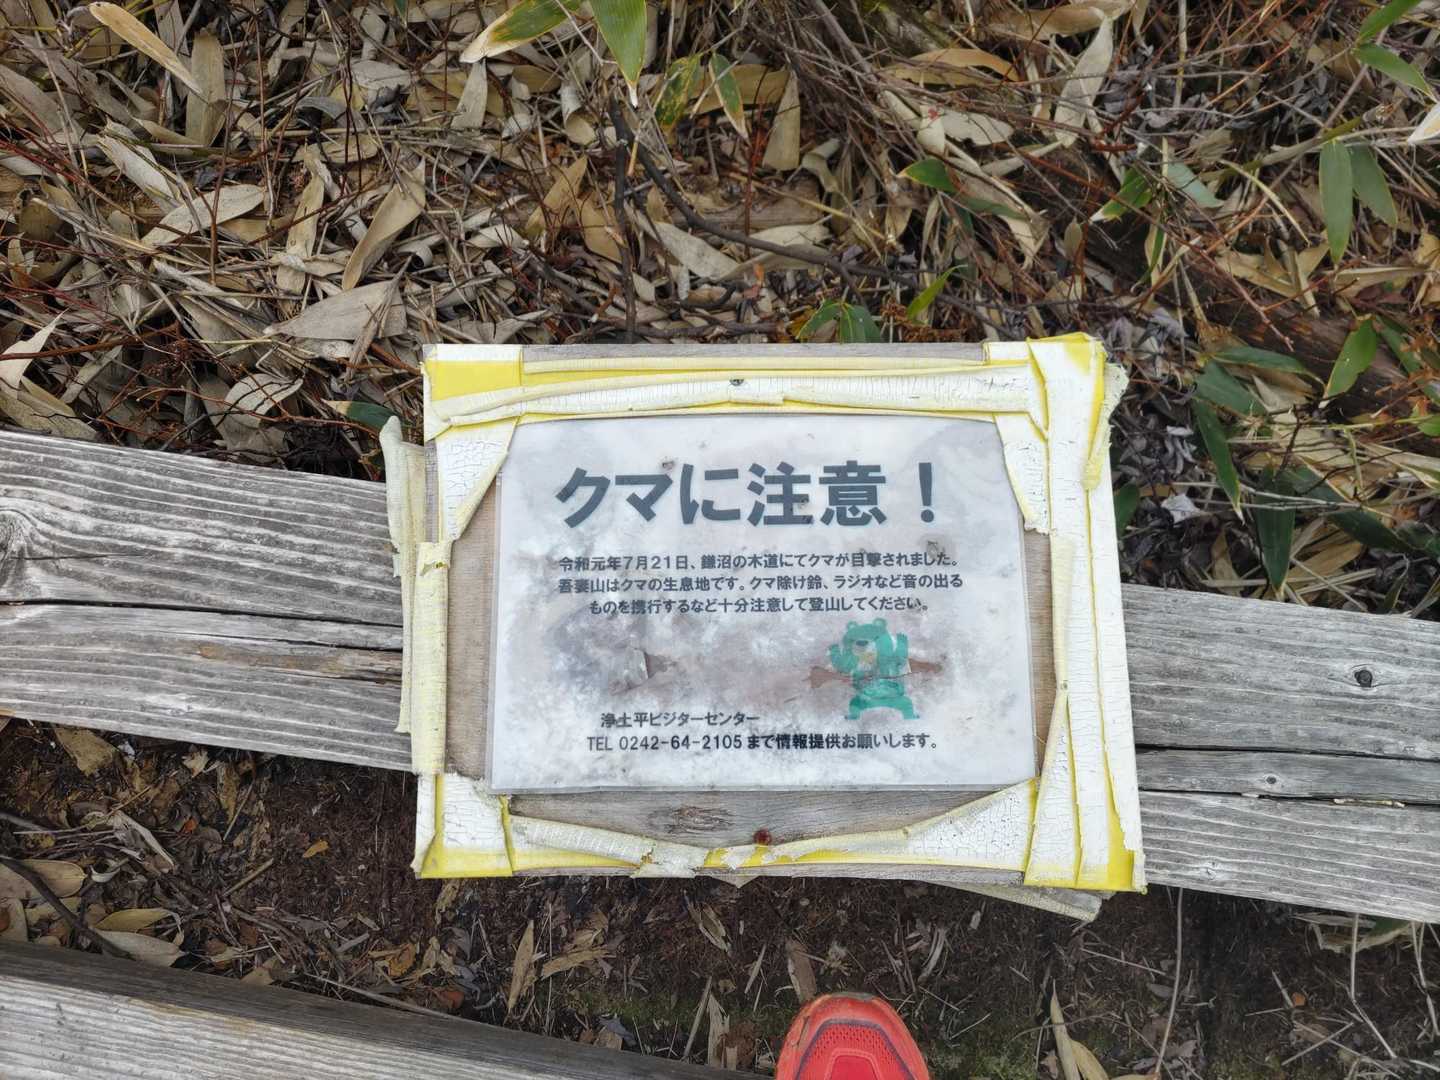 クマに注意！
令和元年7月21日、鎌沼の木道にてクマが目撃されました。
吾妻山はクマの生息地です。クマ除け鈴、ラジオなど音の出る
ものを携行するなど十分注意して登山してください。
浄土平ビジターセンター
TEL 0242-64-2105まで情報提供お願いします。